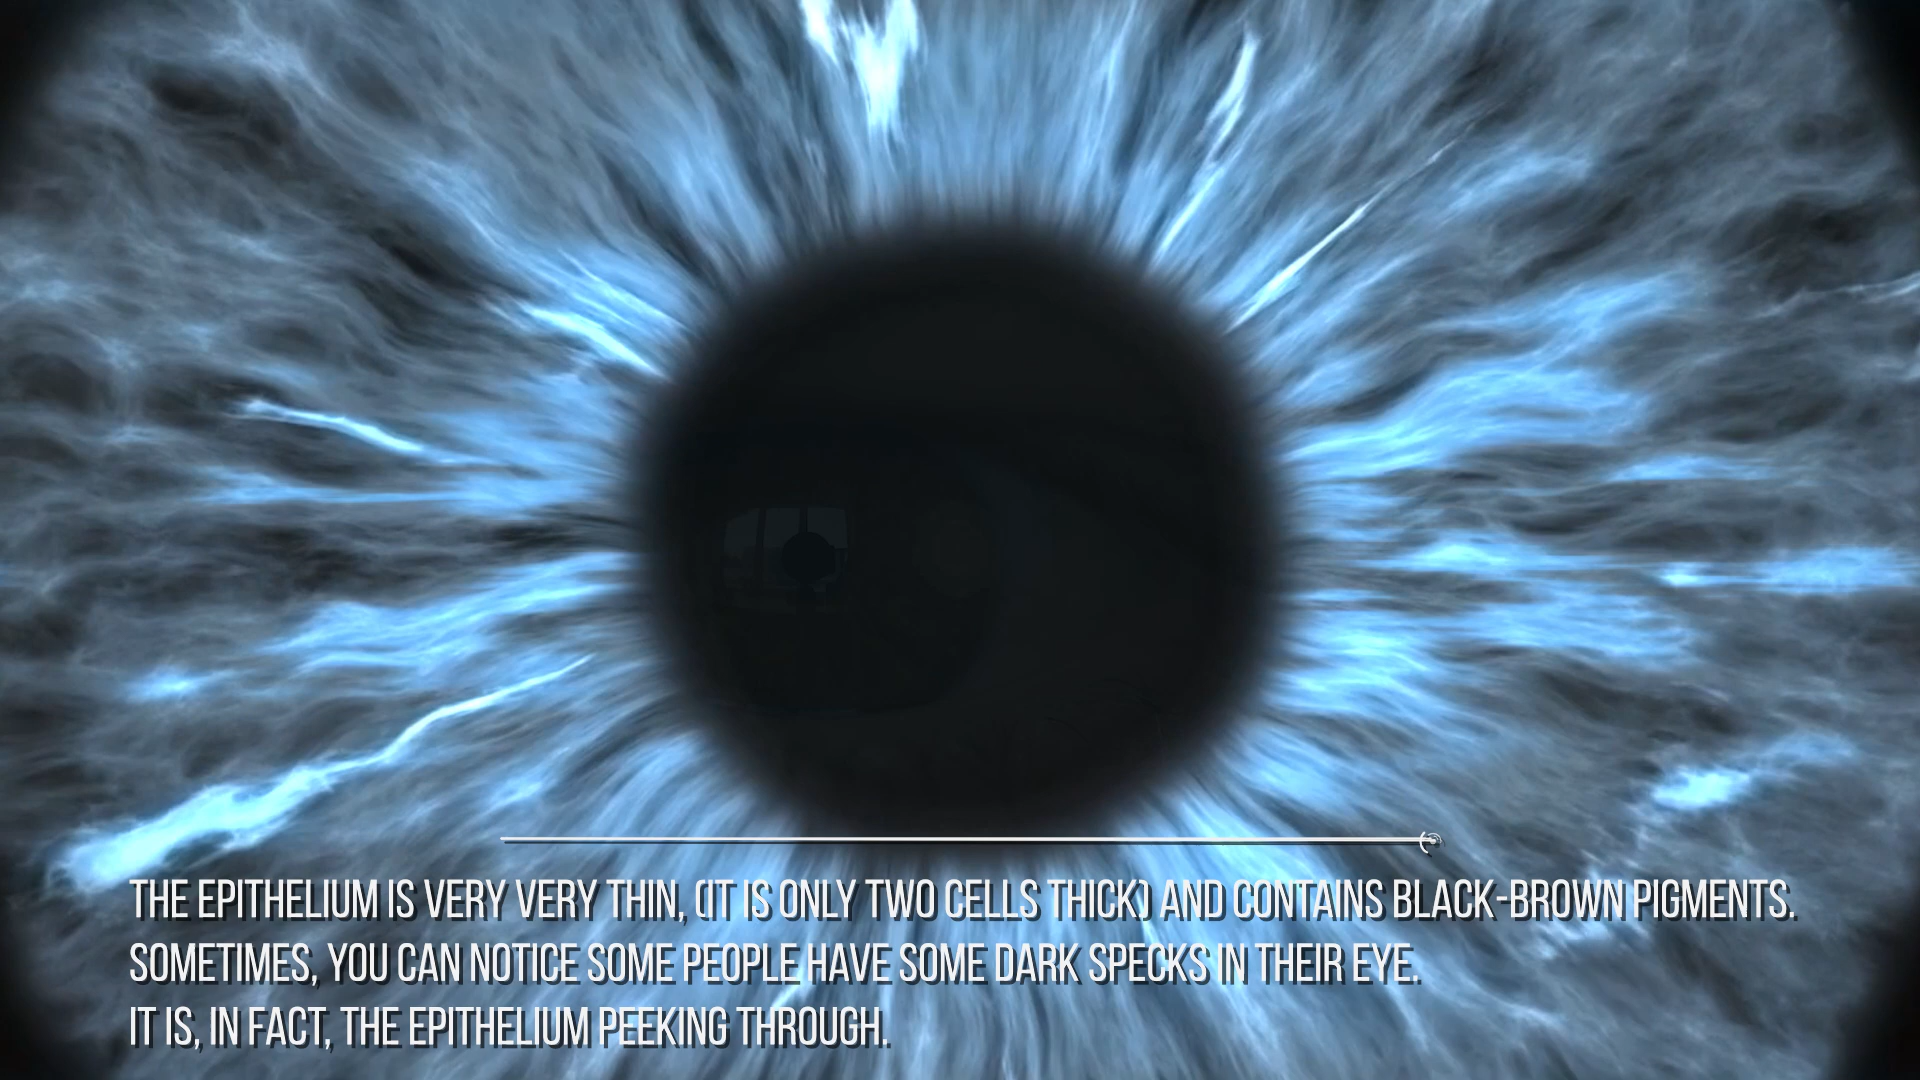 THE EPITHELIUM IS VERY VERY THIN, (IT IS ONLY TWO CELLS THICK) AND CONTAINS BLACK-BROWN PIGMENTS.
SOMETIMES, YOU CAN NOTICE SOME PEOPLE HAVE SOME DARK SPECKS IN THEIR EYE.
IT IS, IN FACT, THE EPITHELIUM PEEKING THROUGH.